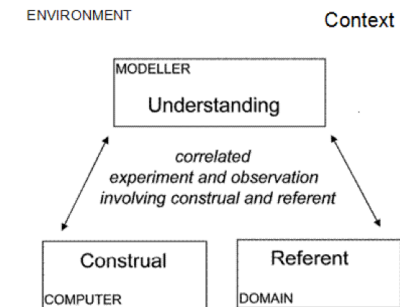 ENVIRONMENT
Context
MODELLER
Understanding
correlated
experiment and observation
involving construal and referent
Construal
COMPUTER
Referent
DOMAIN